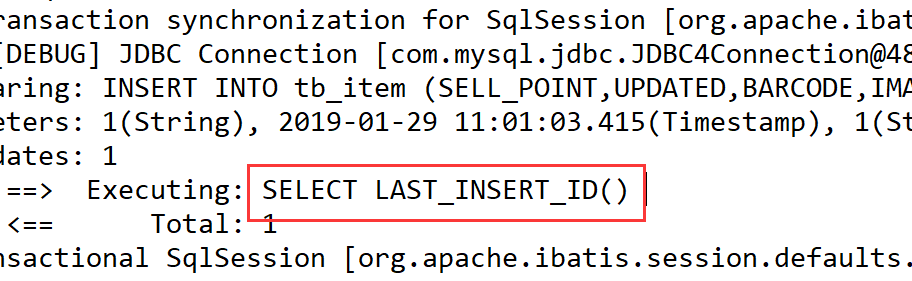 ransaction synchronization for SqlSession [org.apache.ibatis
[DEBUG] JDBC Connection [com.mysql.jdbc.JDBC4Connection@48
aring: INSERT INTO tb_item (SELL_POINT,UPDATED,BARCODE,IMA
eters: 1(String), 2019-01-29 11:01:03.415(Timestamp), 1(St
dates: 1
==>  Executing: SELECT LAST_INSERT_ID()
<==      Total: 1
nsactional SqlSession [org.apache.ibatis.session.defaults.